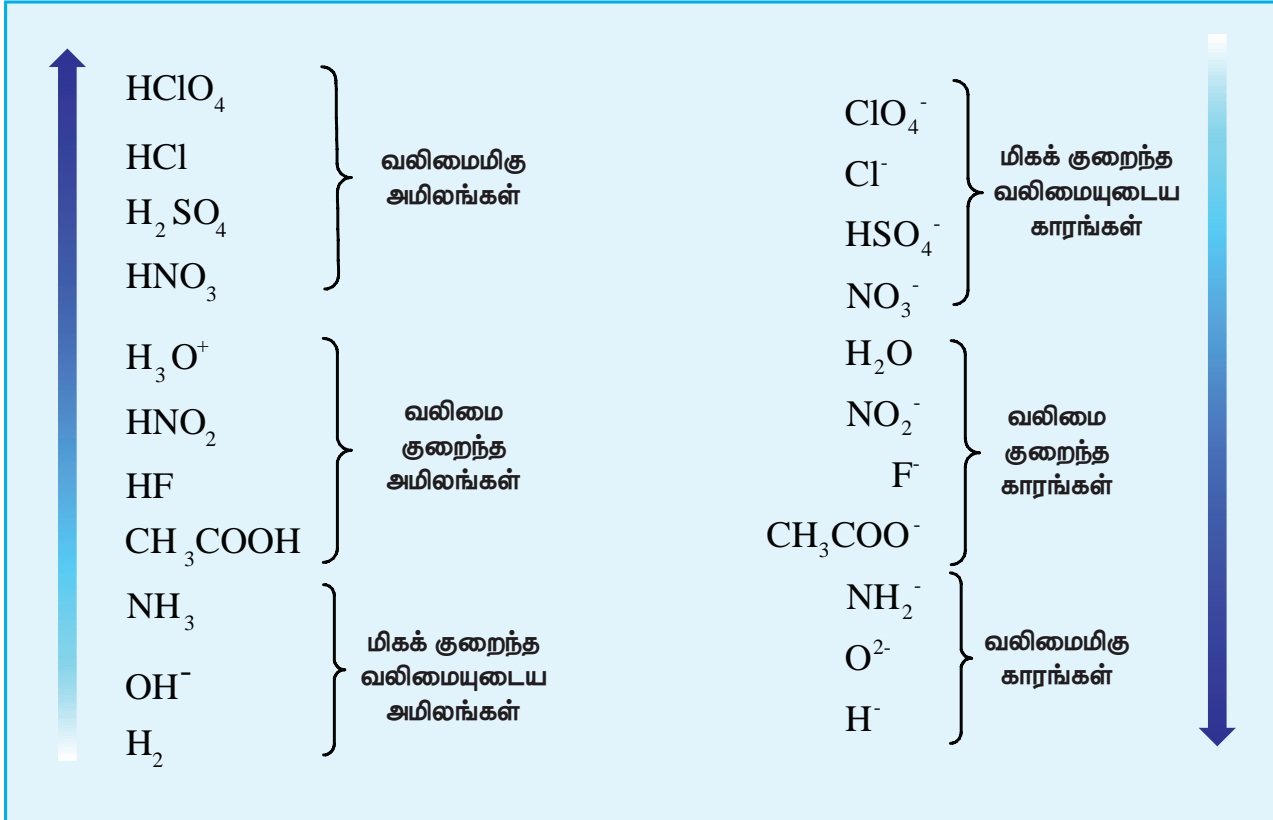 HClO₄
HCl
H₂SO₄
HNO₃
வலிமைமிகு
அமிலங்கள்
H₃O⁺
HNO₂
HF
CH₃COOH
வலிமை
குறைந்த
அமிலங்கள்
NH₃
OH⁻
H₂
மிகக் குறைந்த
வலிமையுடைய
அமிலங்கள்
ClO₄⁻
Cl⁻
HSO₄⁻
NO₃⁻
மிகக் குறைந்த
வலிமையுடைய
காரங்கள்
H₂O
NO₂⁻
F⁻
CH₃COO⁻
வலிமை
குறைந்த
காரங்கள்
NH₂⁻
O²⁻
H⁻
வலிமைமிகு
காரங்கள்